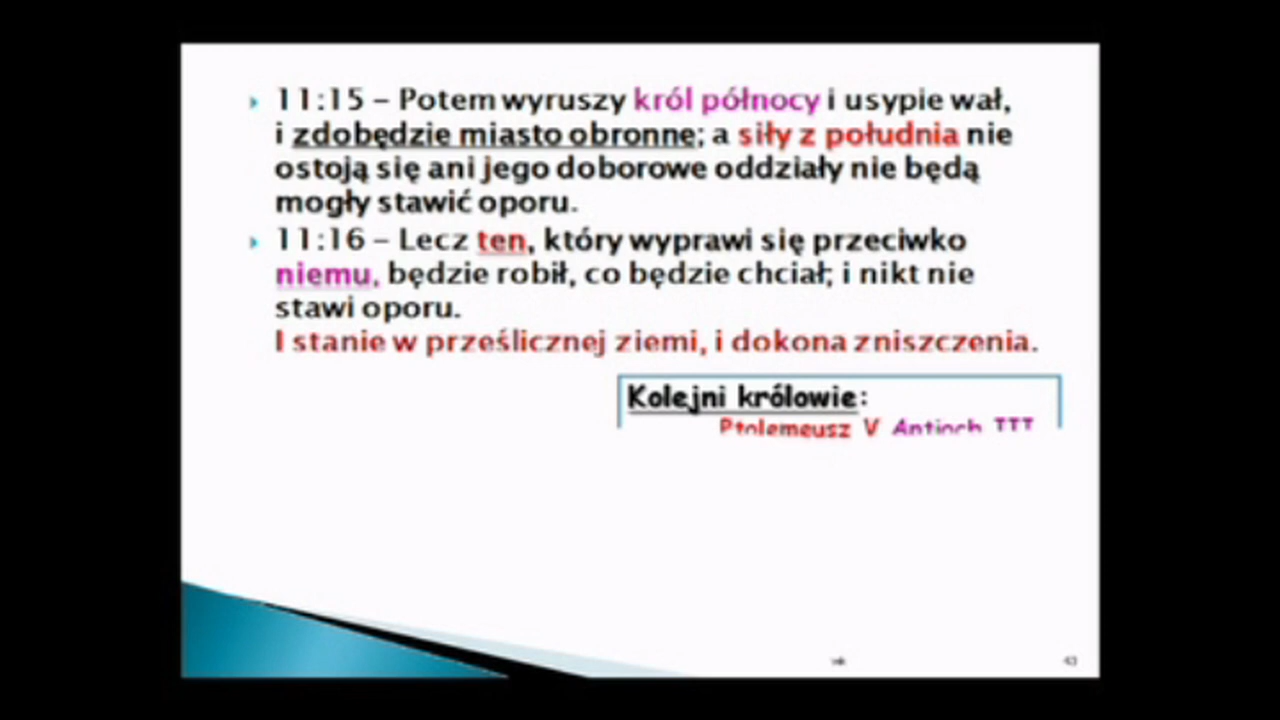 11:15 – Potem wyruszy król północy i usypie wał,
i zdobędzie miasto obronne; a siły z południa nie
ostoją się ani jego doborowe oddziały nie będą
mogły stawić oporu.
11:16 – Lecz ten, który wyprawi się przeciwko
niemu, będzie robił, co będzie chciał; i nikt nie
stawi oporu.
I stanie w prześlicznej ziemi, i dokona zniszczenia.
Kolejni królowie:
Ptolemeusz V Antioch III